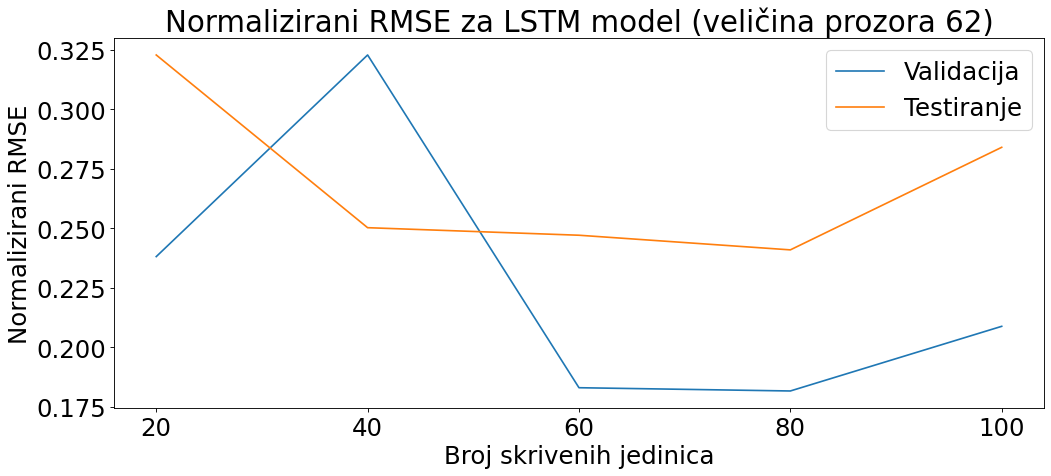 Normalizirani RMSE za LSTM model (veličina prozora 62)
Normalizirani RMSE
0.325
0.300
0.275
0.250
0.225
0.200
0.175
Validacija
Testiranje
20 40 60 80 100
Broj skrivenih jedinica